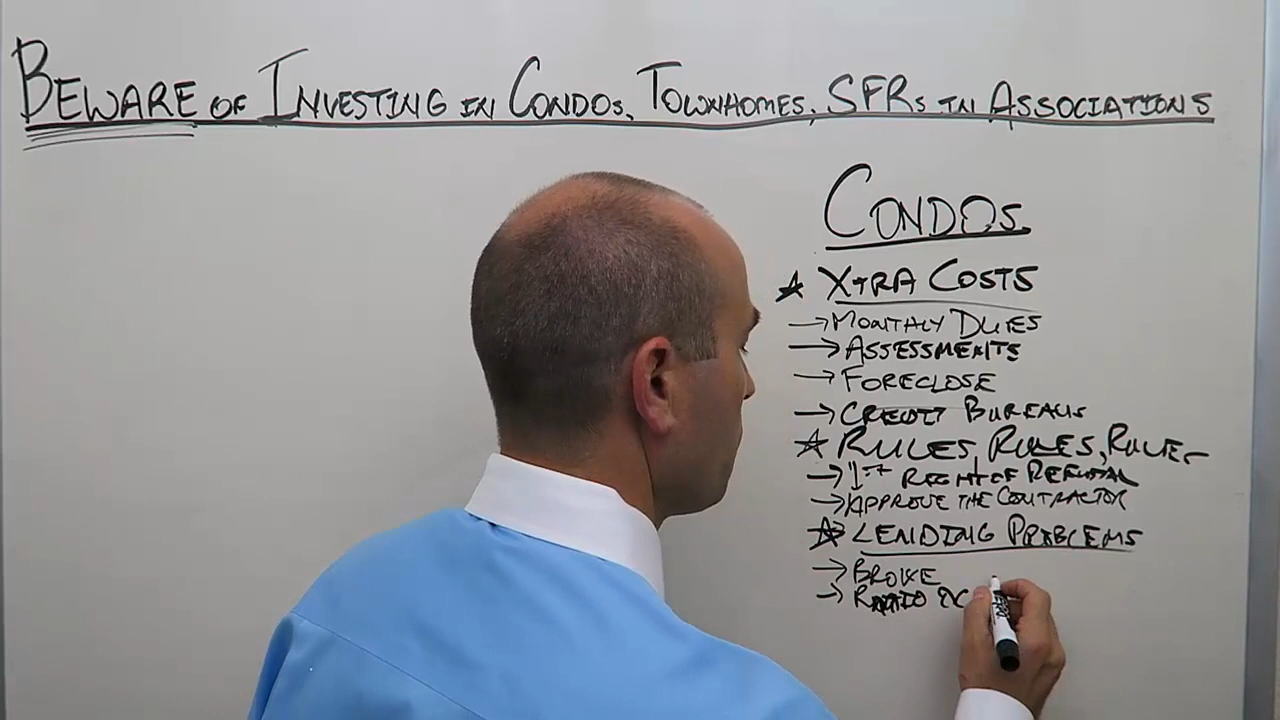 BEWARE OF INVESTING IN CONDOS, TOWNHOMES, SFRS IN ASSOCIATIONS
CONDOS
☆ XTRA COSTS
→ MONTHLY DUES
→ ASSESSMENTS
→ FORECLOSE
→ CREDIT BUREAUS
☆ RULES, RULES, RULES
→ 1ST RIGHT OF REFUSAL
→ APPROVE THE CONTRACTOR
☆ LENDING PROBLEMS
→ BROKE
→ RATIO